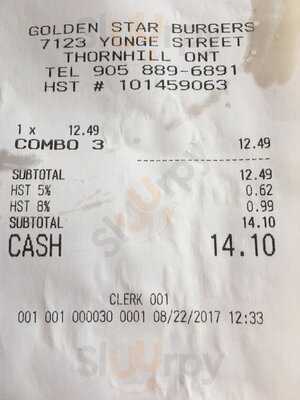 GOLDEN STAR BURGERS
7123 YONGE STREET
THORNHILL ONT
TEL 905 889-6891
HST # 101459063
1 x 12.49
COMBO 3 12.49
SUBTOTAL 12.49
HST 5% 0.62
HST 8% 0.99
SUBTOTAL 14.10
CASH 14.10
CLERK 001
001 001 000030 0001 08/22/2017 12:33
Sluurrpy
Sluurrpy